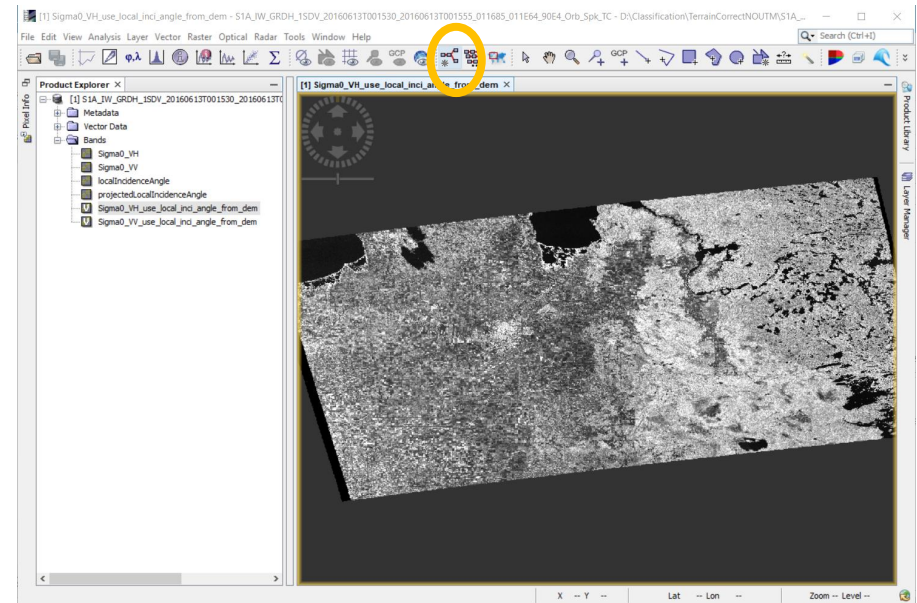 [1] Sigma0_VH_use_local_inci_angle_from_dem - S1A_IW_GRDH_1SDV_20160613T001530_20160613T001555_011685_011E64_90E4_Orb_Spk_TC - D:\Classification\TerrainCorrectNOUTM\S1A_...
File Edit View Analysis Layer Vector Raster Optical Radar Tools Window Help
Search (Ctrl+I)
φ,λ
Σ
GCP
GCP
Product Explorer
[1] Sigma0_VH_use_local_inci_angle_from_dem
Pixel Info
[1] S1A_IW_GRDH_1SDV_20160613T001530_20160613T0
Metadata
Vector Data
Bands
Sigma0_VH
Sigma0_VV
localIncidenceAngle
projectedLocalIncidenceAngle
V Sigma0_VH_use_local_inci_angle_from_dem
V Sigma0_VV_use_local_inci_angle_from_dem
Product Library
Layer Manager
X -- Y --
Lat -- Lon --
Zoom -- Level --